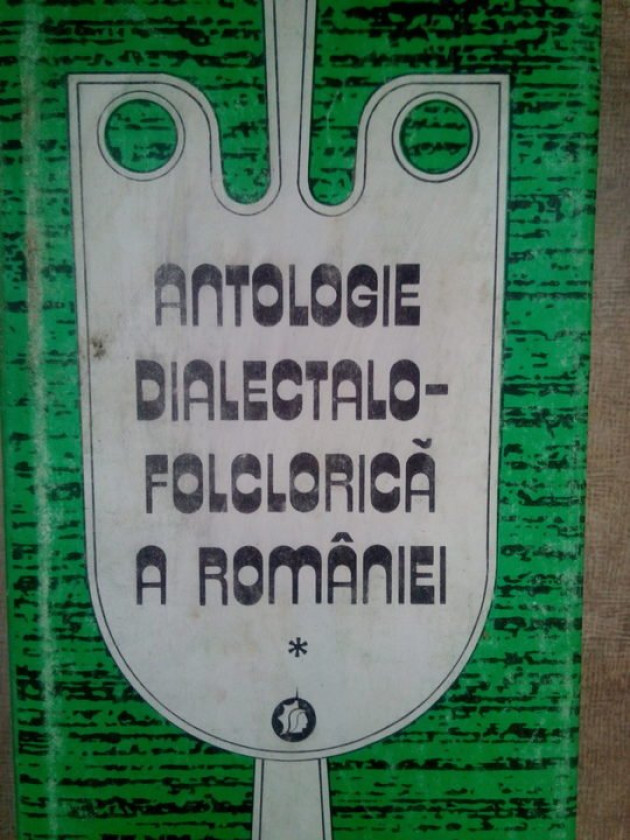 ANTOLOGIE
DIALECTALO-
FOLCLORICĂ
A ROMÂNIEI
*